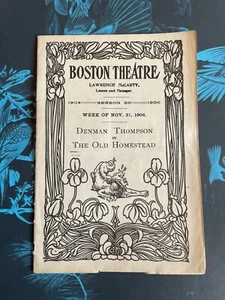 BOSTON THEATRE
LAWRENCE McCARTY,
Lessee and Manager.
1904 SEASON OF 1905
WEEK OF NOV. 21, 1904.
DENMAN THOMPSON
IN
THE OLD HOMESTEAD